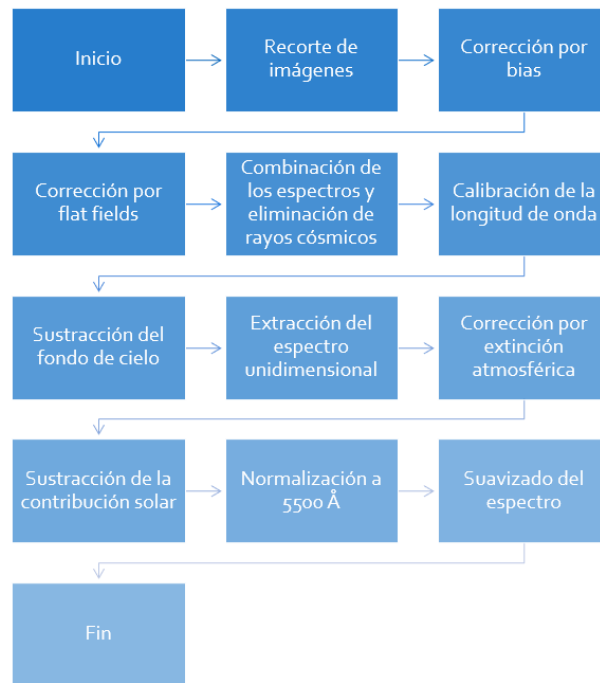 Inicio
Recorte de
imágenes
Corrección por
bias
Corrección por
flat fields
Combinación de
los espectros y
eliminación de
rayos cósmicos
Calibración de la
longitud de onda
Sustracción del
fondo de cielo
Extracción del
espectro
unidimensional
Corrección por
extinción
atmosférica
Sustracción de la
contribución solar
Normalización a
5500 Å
Suavizado del
espectro
Fin